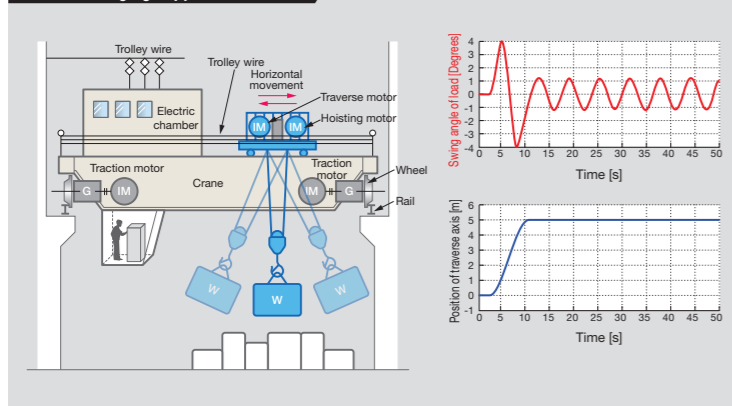 Trolley wire
Trolley wire
Horizontal
movement
Traverse motor
Hoisting motor
Electric
chamber
IM
IM
Traction motor
Crane
Traction
motor
Wheel
G
IM
IM
G
Rail
W
W
W
Swing angle of load [Degrees]
4
3
2
1
0
-1
-2
-3
-4
0 5 10 15 20 25 30 35 40 45 50
Time [s]
Position of traverse axis [m]
6
5
4
3
2
1
0
-1
0 5 10 15 20 25 30 35 40 45 50
Time [s]